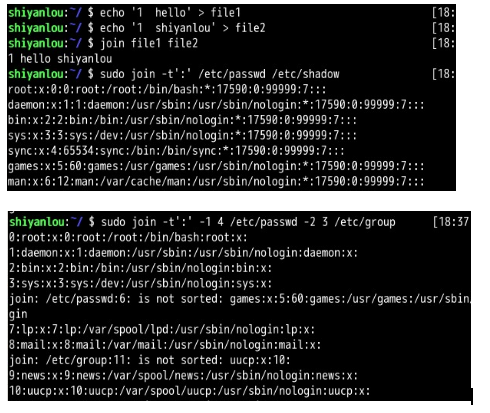 shiyanlou:~/ $ echo '1  hello' > file1 [18:
shiyanlou:~/ $ echo '1  shiyanlou' > file2 [18:
shiyanlou:~/ $ join file1 file2 [18:
1 hello shiyanlou
shiyanlou:~/ $ sudo join -t':' /etc/passwd /etc/shadow [18:
root:x:0:0:root:/root:/bin/bash:*:17590:0:99999:7:::
daemon:x:1:1:daemon:/usr/sbin:/usr/sbin/nologin:*:17590:0:99999:7:::
bin:x:2:2:bin:/bin:/usr/sbin/nologin:*:17590:0:99999:7:::
sys:x:3:3:sys:/dev:/usr/sbin/nologin:*:17590:0:99999:7:::
sync:x:4:65534:sync:/bin:/bin/sync:*:17590:0:99999:7:::
games:x:5:60:games:/usr/games:/usr/sbin/nologin:*:17590:0:99999:7:::
man:x:6:12:man:/var/cache/man:/usr/sbin/nologin:*:17590:0:99999:7:::
shiyanlou:~/ $ sudo join -t':' -1 4 /etc/passwd -2 3 /etc/group [18:37
0:root:x:0:root:/root:/bin/bash:root:x:
1:daemon:x:1:daemon:/usr/sbin:/usr/sbin/nologin:daemon:x:
2:bin:x:2:bin:/bin:/usr/sbin/nologin:bin:x:
3:sys:x:3:sys:/dev:/usr/sbin/nologin:sys:x:
join: /etc/passwd:6: is not sorted: games:x:5:60:games:/usr/games:/usr/sbin
gin
7:lp:x:7:lp:/var/spool/lpd:/usr/sbin/nologin:lp:x:
8:mail:x:8:mail:/var/mail:/usr/sbin/nologin:mail:x:
join: /etc/group:11: is not sorted: uucp:x:10:
9:news:x:9:news:/var/spool/news:/usr/sbin/nologin:news:x:
10:uucp:x:10:uucp:/var/spool/uucp:/usr/sbin/nologin:uucp:x: